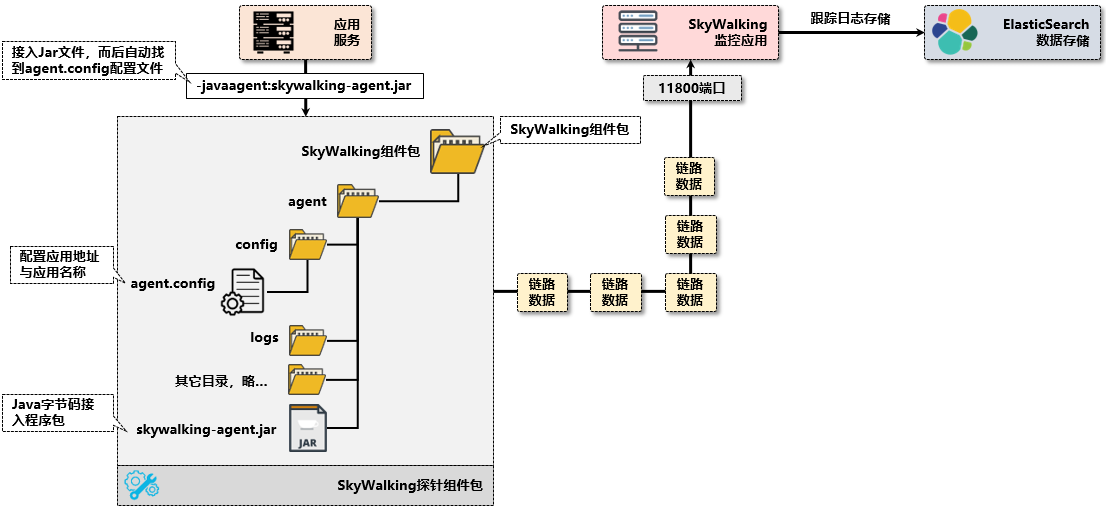 应用
服务
SkyWalking
监控应用
跟踪日志存储
ElasticSearch
数据存储
接入Jar文件，而后自动找
到agent.config配置文件
-javaagent:skywalking-agent.jar
11800端口
SkyWalking组件包
SkyWalking组件包
链路
数据
agent
链路
数据
config
配置应用地址
与应用名称
agent.config
链路
数据
链路
数据
链路
数据
logs
其它目录，略...
Java字节码接
入程序包
skywalking-agent.jar
JAR
SkyWalking探针组件包